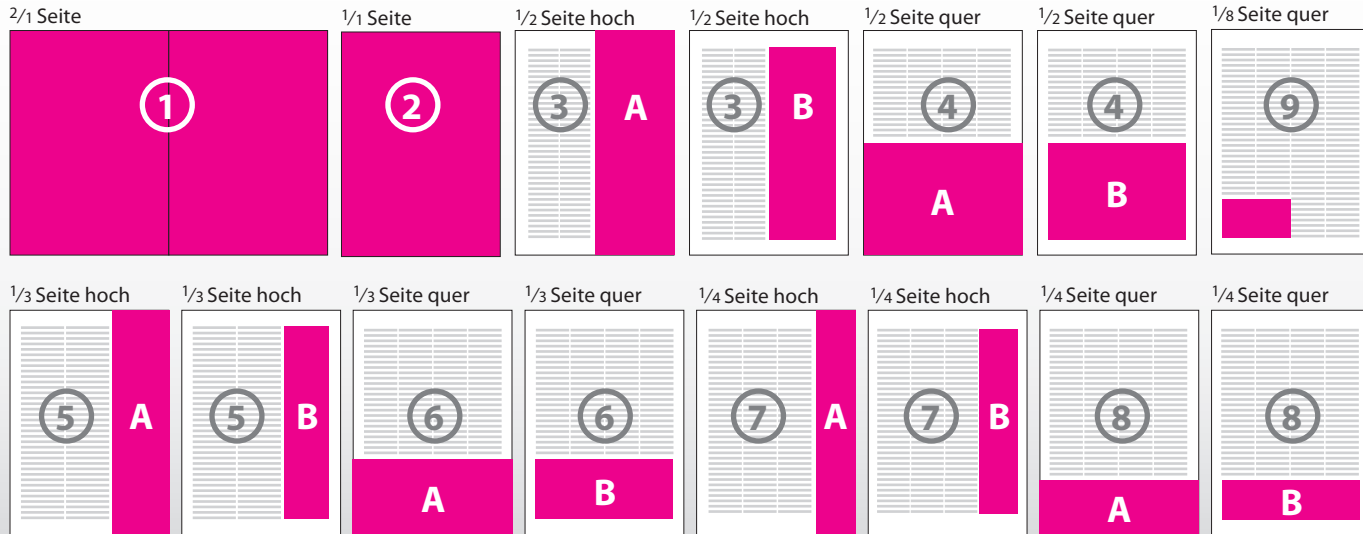 2/1 Seite
1/1 Seite
1/2 Seite hoch
1/2 Seite hoch
1/2 Seite quer
1/2 Seite quer
1/8 Seite quer
1
2
3 A
3 B
4
A
4
B
9
1/3 Seite hoch
1/3 Seite hoch
1/3 Seite quer
1/3 Seite quer
1/4 Seite hoch
1/4 Seite hoch
1/4 Seite quer
1/4 Seite quer
5 A
5 B
6
A
6
B
7 A
7 B
8
A
8
B